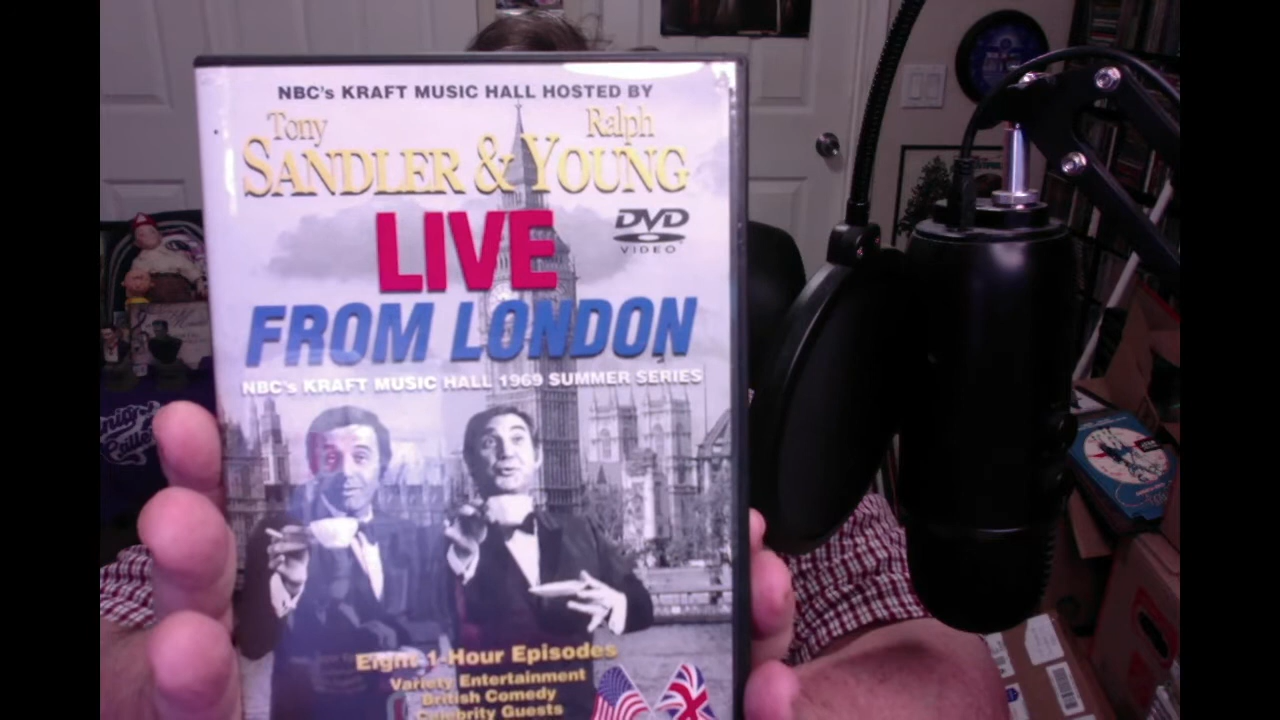 NBC's KRAFT MUSIC HALL HOSTED BY
Tony Ralph
SANDLER & YOUNG
LIVE
DVD
VIDEO
FROM LONDON
NBC's KRAFT MUSIC HALL 1969 SUMMER SERIES
Eight 1-Hour Episodes
Variety Entertainment
British Comedy
Celebrity Guests